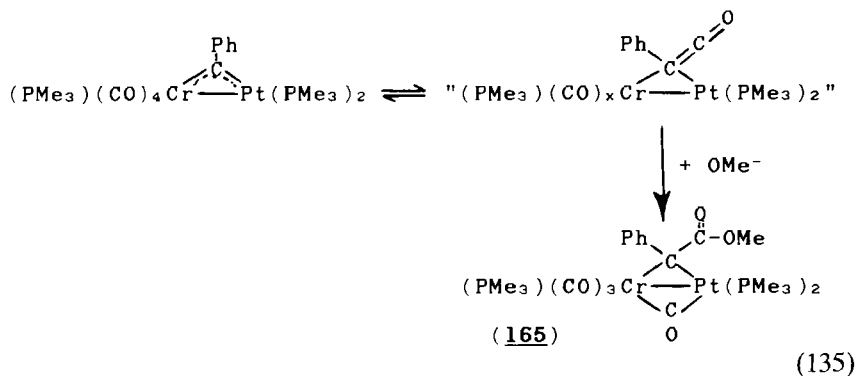 Ph
C
(PMe₃)(CO)₄Cr Pt(PMe₃)₂ ⇌ "(PMe₃)(CO)ₓCr Pt(PMe₃)₂"
O
C
Ph
C
+ OMe⁻
O
Ph C-OMe
C
(PMe₃)(CO)₃Cr Pt(PMe₃)₂
C
O
(165)
(135)